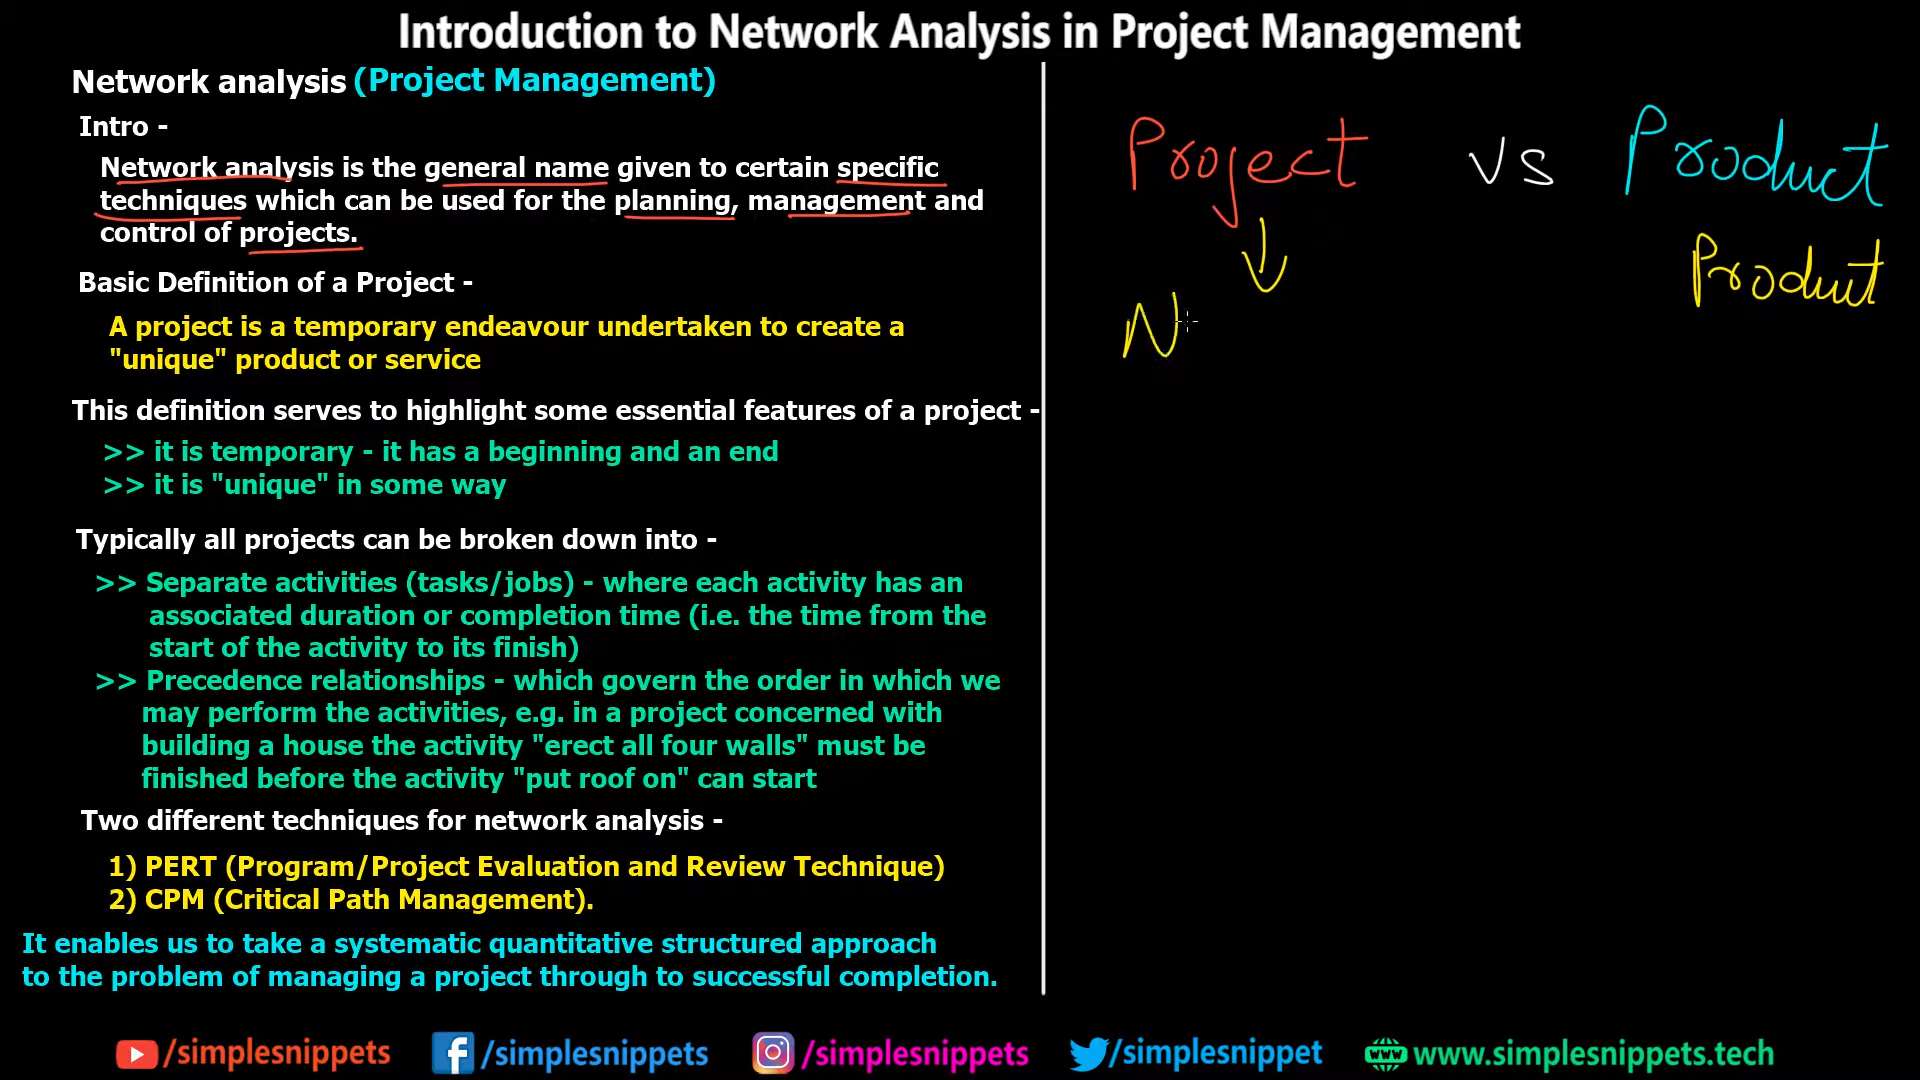 Introduction to Network Analysis in Project Management
Network analysis (Project Management)
Intro -
Network analysis is the general name given to certain specific
techniques which can be used for the planning, management and
control of projects.
Basic Definition of a Project -
A project is a temporary endeavour undertaken to create a
"unique" product or service
This definition serves to highlight some essential features of a project -
>> it is temporary - it has a beginning and an end
>> it is "unique" in some way
Typically all projects can be broken down into -
>> Separate activities (tasks/jobs) - where each activity has an
associated duration or completion time (i.e. the time from the
start of the activity to its finish)
>> Precedence relationships - which govern the order in which we
may perform the activities, e.g. in a project concerned with
building a house the activity "erect all four walls" must be
finished before the activity "put roof on" can start
Two different techniques for network analysis -
1) PERT (Program/Project Evaluation and Review Technique)
2) CPM (Critical Path Management).
It enables us to take a systematic quantitative structured approach
to the problem of managing a project through to successful completion.
Project vs Product
Product
N
/simplesnippets /simplesnippets /simplesnippets /simplesnippet www.simplesnippets.tech